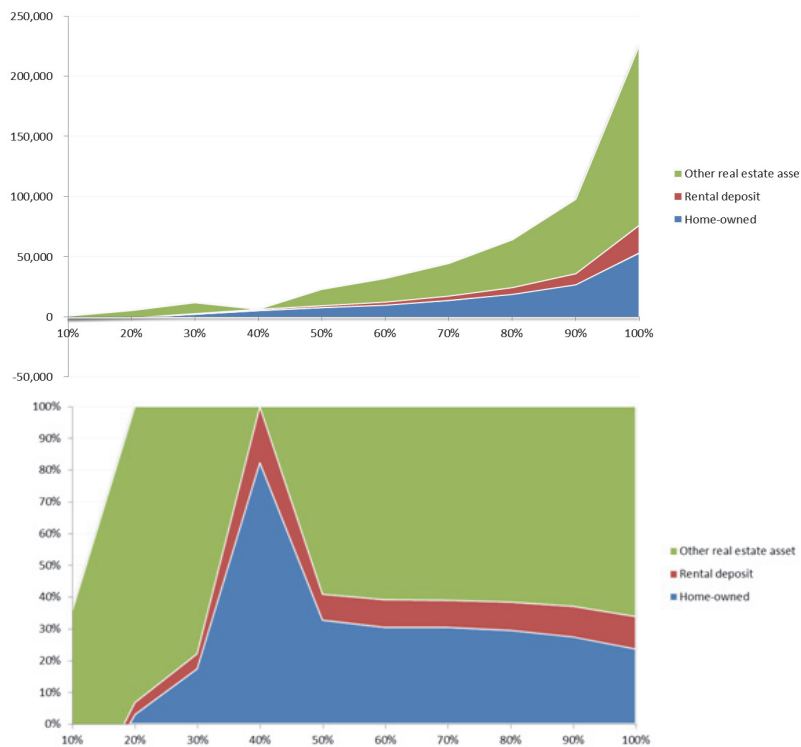 250,000
200,000
150,000
100,000
50,000
0
-50,000
10% 20% 30% 40% 50% 60% 70% 80% 90% 100%
Other real estate asse
Rental deposit
Home-owned
100%
90%
80%
70%
60%
50%
40%
30%
20%
10%
0%
10% 20% 30% 40% 50% 60% 70% 80% 90% 100%
Other real estate asset
Rental deposit
Home-owned